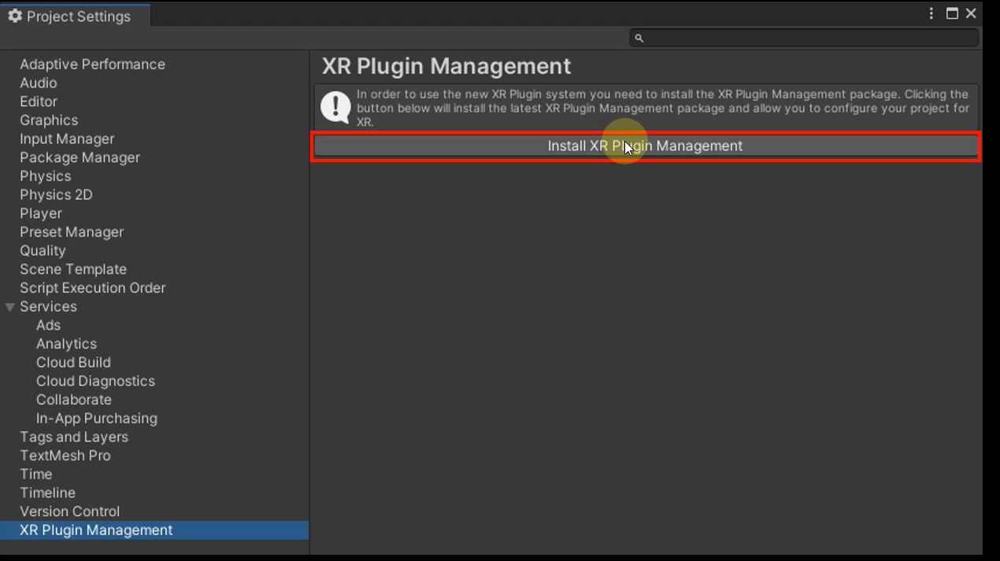 Project Settings
Adaptive Performance
Audio
Editor
Graphics
Input Manager
Package Manager
Physics
Physics 2D
Player
Preset Manager
Quality
Scene Template
Script Execution Order
Services
Ads
Analytics
Cloud Build
Cloud Diagnostics
Collaborate
In-App Purchasing
Tags and Layers
TextMesh Pro
Time
Timeline
Version Control
XR Plugin Management
XR Plugin Management
In order to use the new XR Plugin system you need to install the XR Plugin Management package. Clicking the
button below will install the latest XR Plugin Management package and allow you to configure your project for
XR.
Install XR Plugin Management